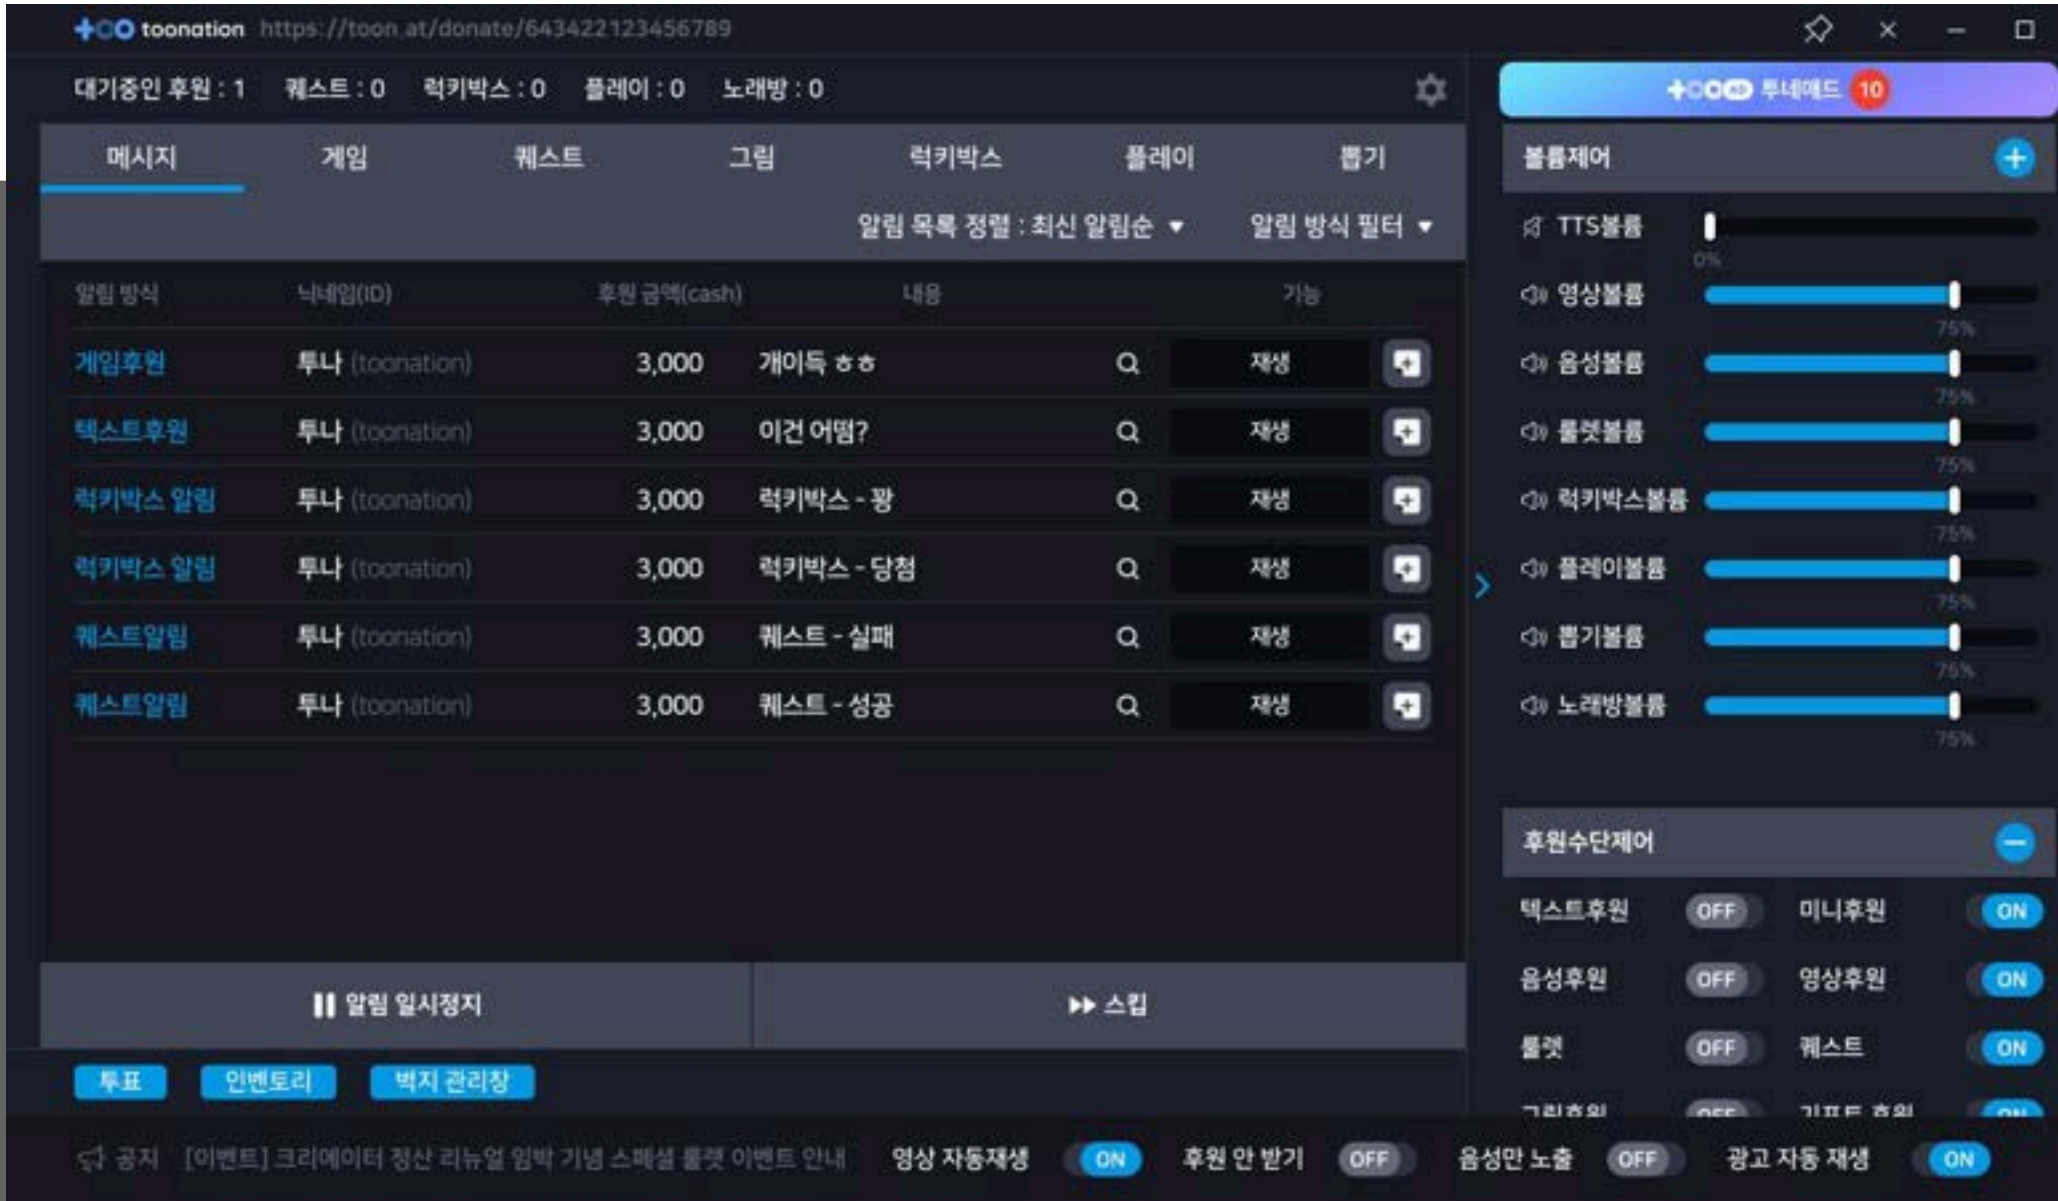 toonation https://toon.at/donate/643422123456789
대기중인 후원 : 1 퀘스트 : 0 럭키박스 : 0 플레이 : 0 노래방 : 0
메시지 게임 퀘스트 그림 럭키박스 플레이 뽑기
알림 목록 정렬 : 최신 알림순 ▼ 알림 방식 필터 ▼
알림 방식 닉네임(ID) 후원 금액(cash) 내용 가능
게임후원 투나 (toonation) 3,000 개이득 ㅎㅎ 재생
텍스트후원 투나 (toonation) 3,000 이건 어떰? 재생
럭키박스 알림 투나 (toonation) 3,000 럭키박스 - 꽝 재생
럭키박스 알림 투나 (toonation) 3,000 럭키박스 - 당첨 재생
퀘스트알림 투나 (toonation) 3,000 퀘스트 - 실패 재생
퀘스트알림 투나 (toonation) 3,000 퀘스트 - 성공 재생
알림 일시정지 스킵
투표 인벤토리 벅지 관리창
투네애드 10
볼륨제어
TTS볼륨
0%
영상볼륨
75%
음성볼륨
75%
룰렛볼륨
75%
럭키박스볼륨
75%
플레이볼륨
75%
뽑기볼륨
75%
노래방볼륨
75%
후원수단제어
텍스트후원 OFF 미니후원 ON
음성후원 OFF 영상후원 ON
룰렛 OFF 퀘스트 ON
그림후원 OFF 기프트 후원 ON
공지 [이벤트] 크리에이터 정산 리뉴얼 임박 기념 스페셜 룰렛 이벤트 안내 영상 자동재생 ON 후원 안 받기 OFF 음성만 노출 OFF 광고 자동 재생 ON